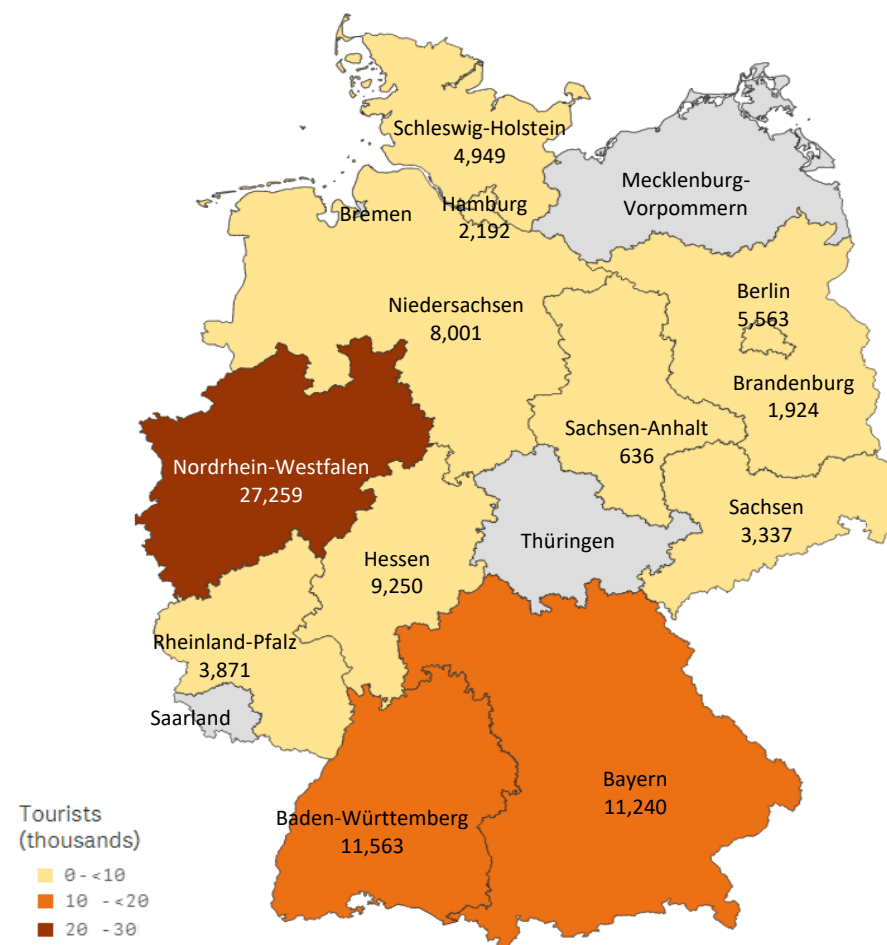 Schleswig-Holstein
4,949
Mecklenburg-
Vorpommern
Hamburg
2,192
Bremen
Berlin
5,563
Niedersachsen
8,001
Brandenburg
1,924
Sachsen-Anhalt
636
Nordrhein-Westfalen
27,259
Sachsen
3,337
Thüringen
Hessen
9,250
Rheinland-Pfalz
3,871
Saarland
Bayern
11,240
Baden-Württemberg
11,563
Tourists
(thousands)
0-<10
10 -<20
20 -30